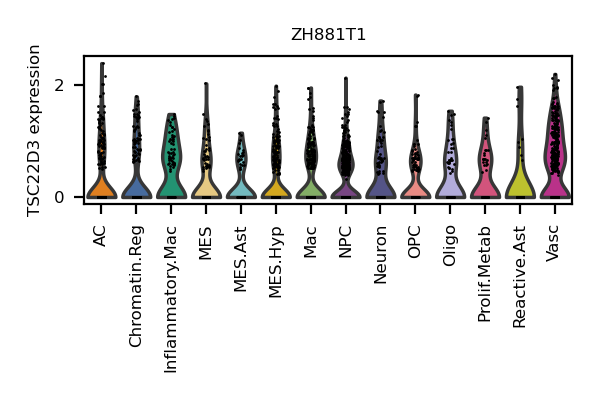 ZH881T1
TSC22D3 expression
2
0
AC
Chromatin.Reg
Inflammatory.Mac
MES
MES.Ast
MES.Hyp
Mac
NPC
Neuron
OPC
Oligo
Prolif.Metab
Reactive.Ast
Vasc